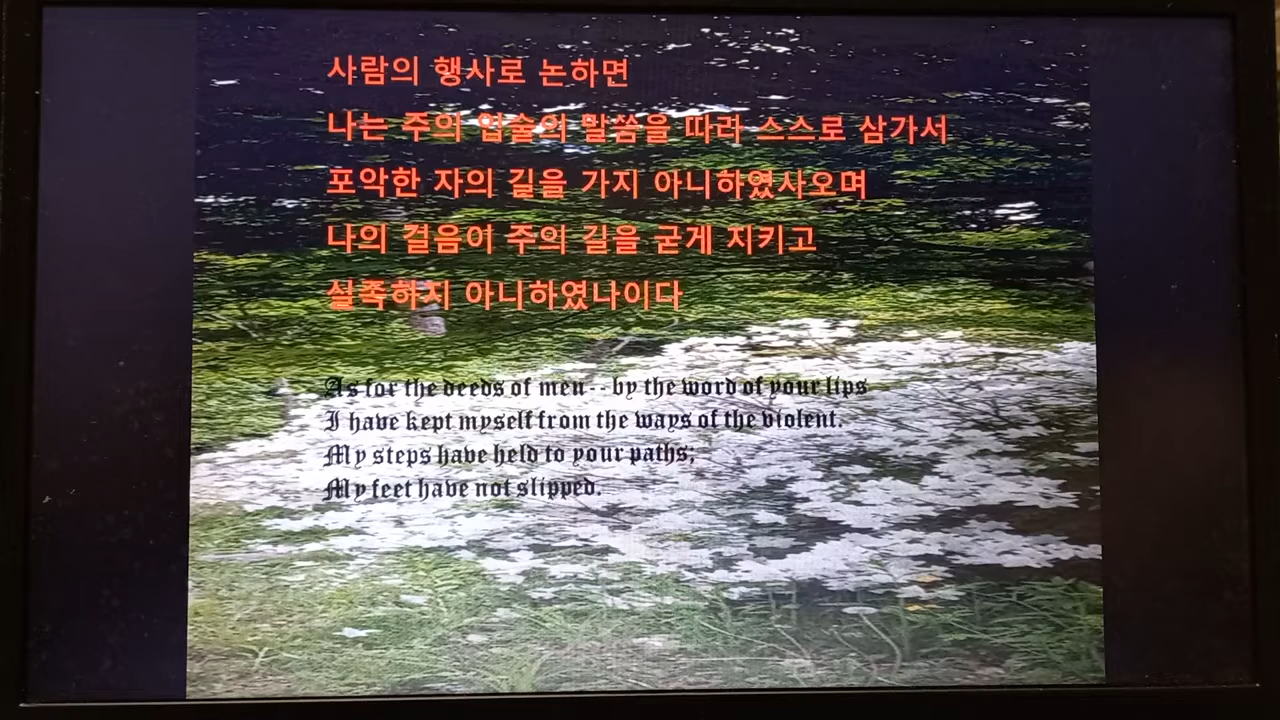 사람의 행사로 논하면
나는 주의 입술의 말씀을 따라 스스로 삼가서
포악한 자의 길을 가지 아니하였사오며
나의 걸음이 주의 길을 굳게 지키고
실족하지 아니하였나이다
As for the deeds of men-- by the word of your lips
I have kept myself from the ways of the violent.
My steps have held to your paths;
My feet have not slipped.